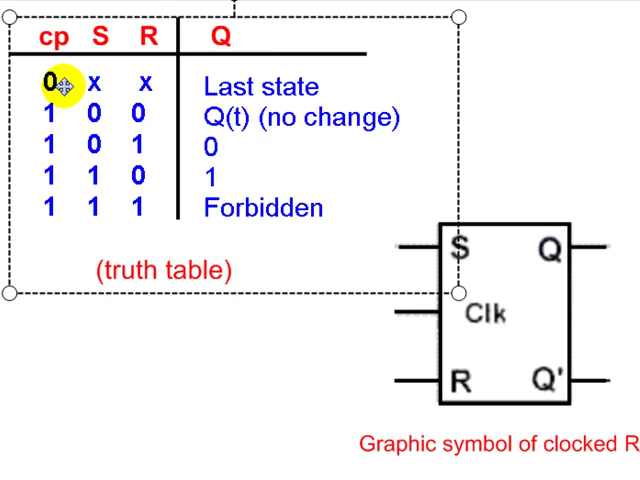 cp S R Q
0 x x Last state
1 0 0 Q(t) (no change)
1 0 1 0
1 1 0 1
1 1 1 Forbidden
(truth table)
S Q
Clk
R Q'
Graphic symbol of clocked R